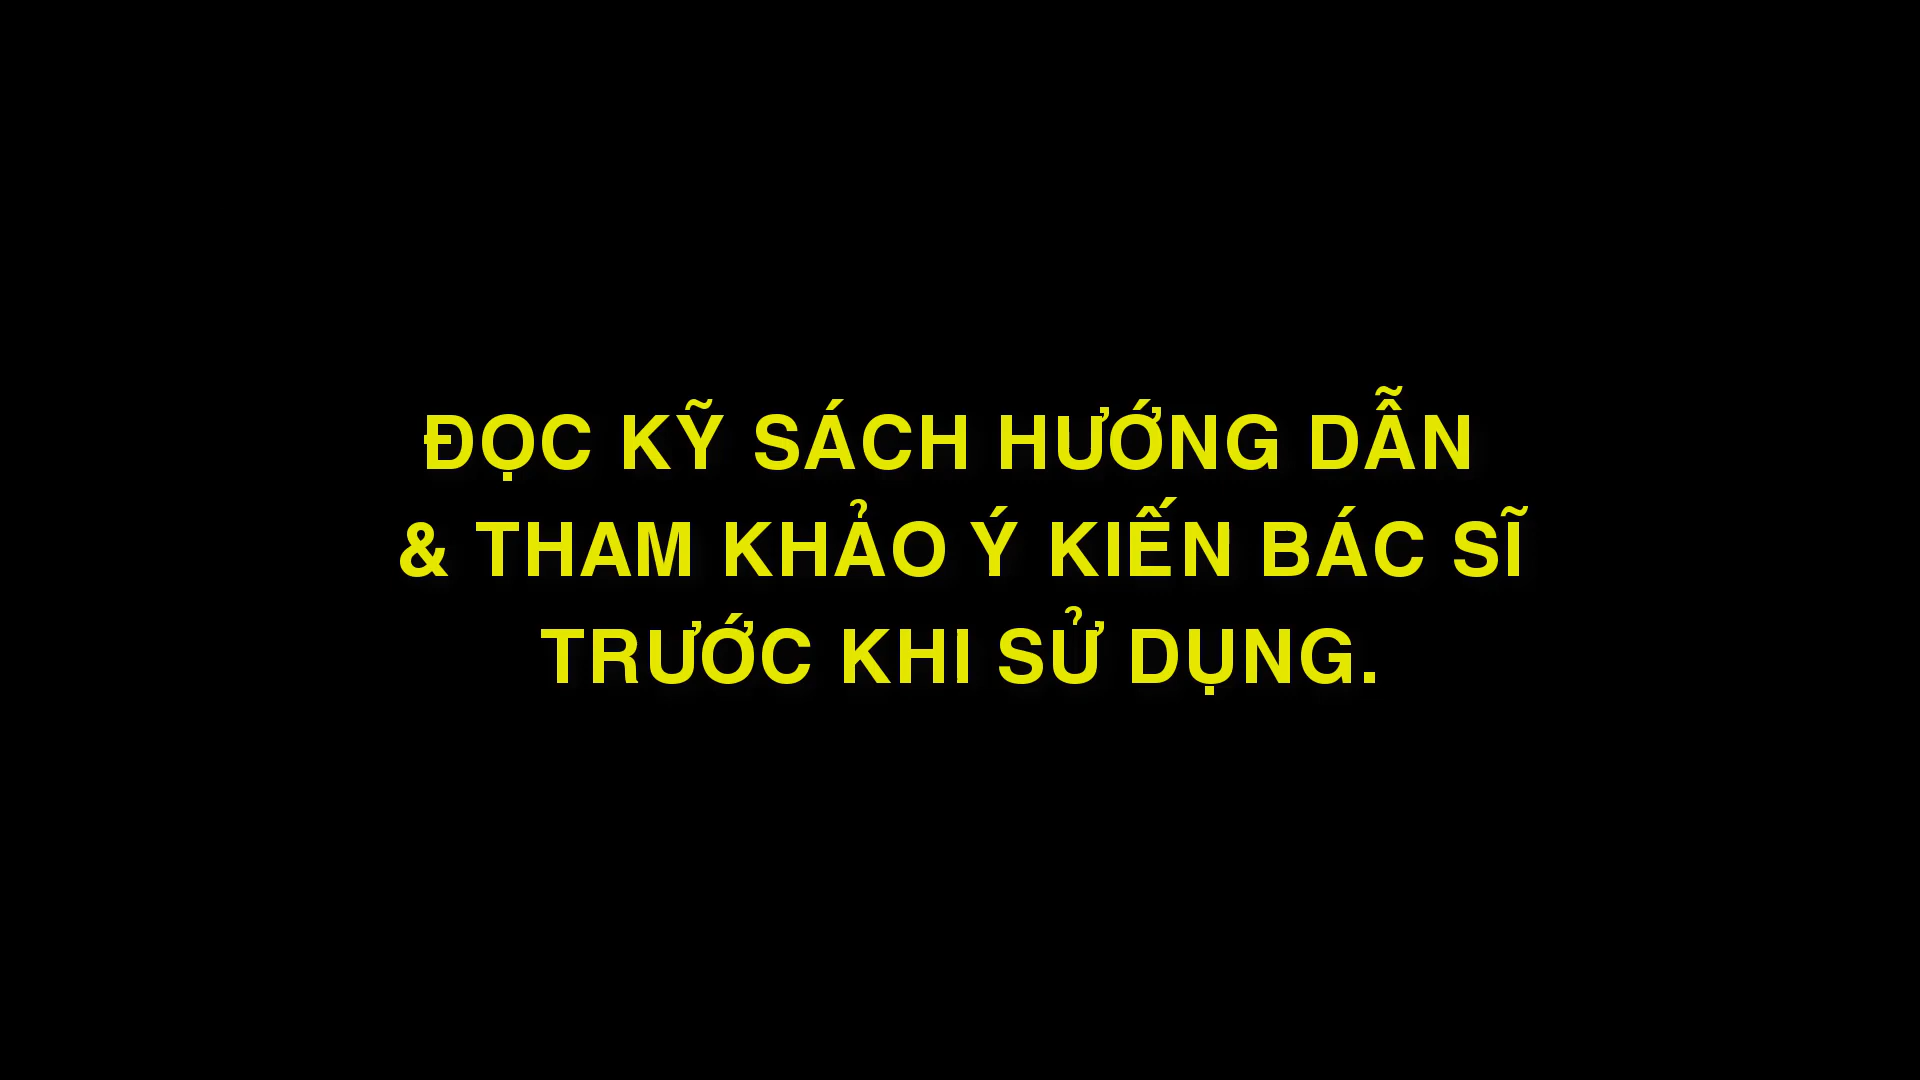 ĐỌC KỸ SÁCH HƯỚNG DẪN
& THAM KHẢO Ý KIẾN BÁC SĨ
TRƯỚC KHI SỬ DỤNG.